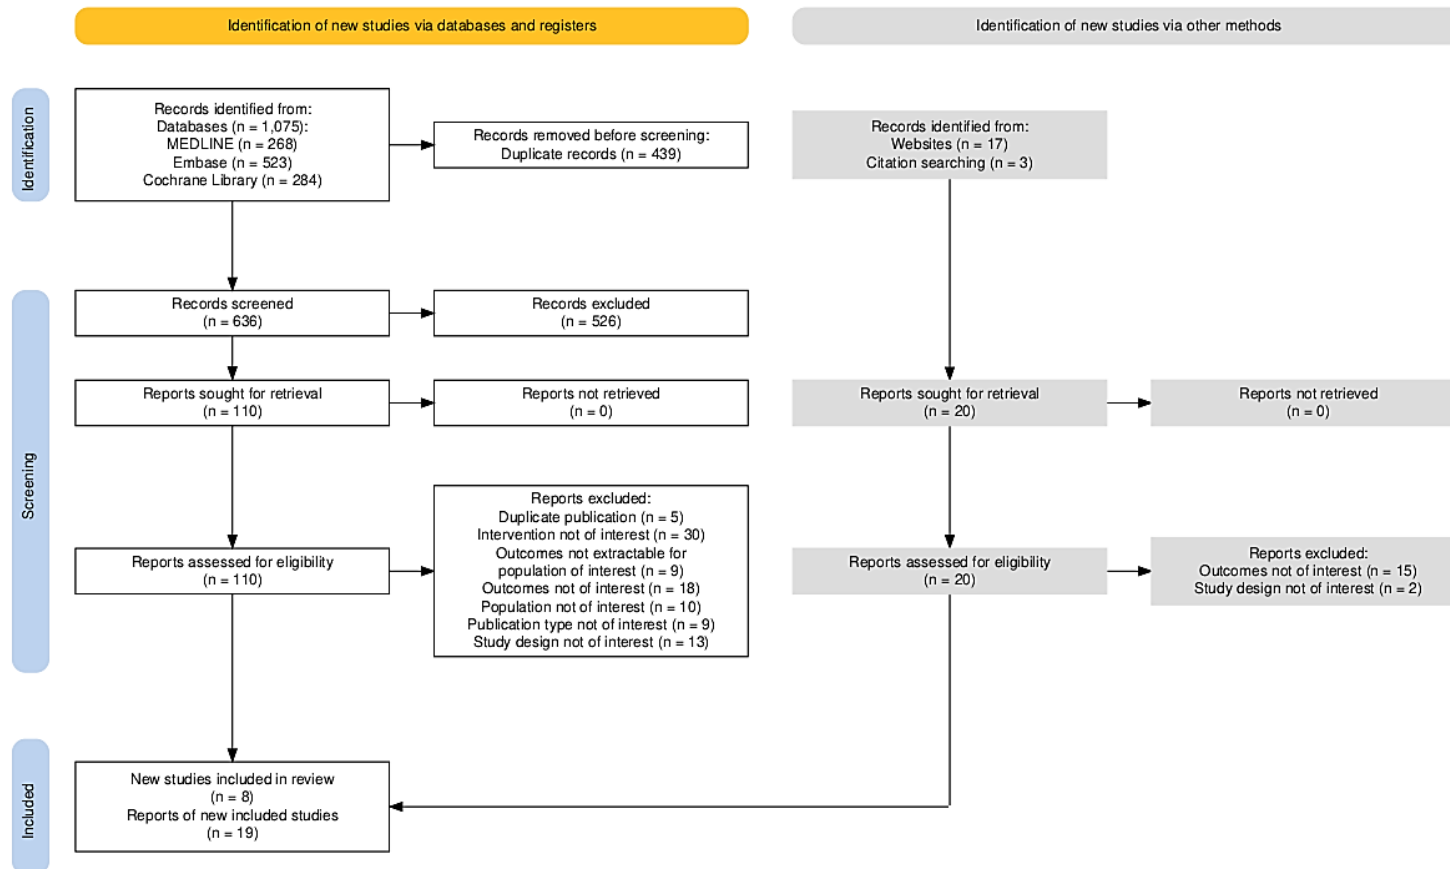 Identification of new studies via databases and registers
Identification of new studies via other methods
Identification
Records identified from:
Databases (n = 1,075):
MEDLINE (n = 268)
Embase (n = 523)
Cochrane Library (n = 284)
Records removed before screening:
Duplicate records (n = 439)
Records identified from:
Websites (n = 17)
Citation searching (n = 3)
Screening
Records screened
(n = 636)
Records excluded
(n = 526)
Reports sought for retrieval
(n = 110)
Reports not retrieved
(n = 0)
Reports sought for retrieval
(n = 20)
Reports not retrieved
(n = 0)
Reports assessed for eligibility
(n = 110)
Reports excluded:
Duplicate publication (n = 5)
Intervention not of interest (n = 30)
Outcomes not extractable for
population of interest (n = 9)
Outcomes not of interest (n = 18)
Population not of interest (n = 10)
Publication type not of interest (n = 9)
Study design not of interest (n = 13)
Reports assessed for eligibility
(n = 20)
Reports excluded:
Outcomes not of interest (n = 15)
Study design not of interest (n = 2)
Included
New studies included in review
(n = 8)
Reports of new included studies
(n = 19)